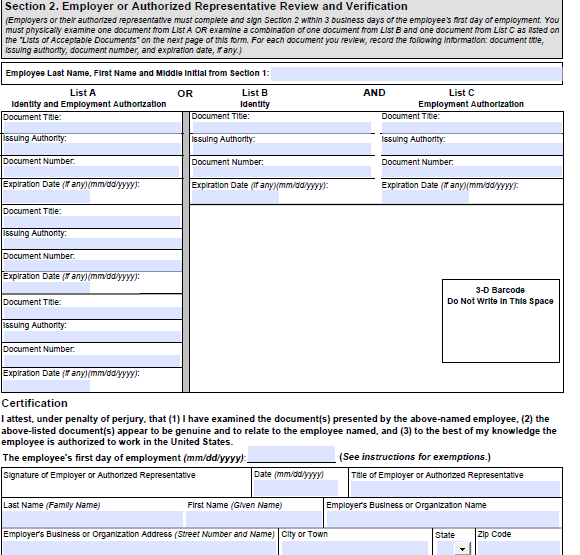 Section 2. Employer or Authorized Representative Review and Verification
(Employers or their authorized representative must complete and sign Section 2 within 3 business days of the employee's first day of employment. You
must physically examine one document from List A OR examine a combination of one document from List B and one document from List C as listed on
the "Lists of Acceptable Documents" on the next page of this form. For each document you review, record the following information: document title,
issuing authority, document number, and expiration date, if any.)
Employee Last Name, First Name and Middle Initial from Section 1:
List A OR List B AND List C
Identity and Employment Authorization Identity Employment Authorization
Document Title: Document Title: Document Title:
Issuing Authority: Issuing Authority: Issuing Authority:
Document Number: Document Number: Document Number:
Expiration Date (if any)(mm/dd/yyyy): Expiration Date (if any)(mm/dd/yyyy): Expiration Date (if any)(mm/dd/yyyy):
Document Title:
Issuing Authority:
Document Number:
Expiration Date (if any)(mm/dd/yyyy):
3-D Barcode
Do Not Write in This Space
Document Title:
Issuing Authority:
Document Number:
Expiration Date (if any)(mm/dd/yyyy):
Certification
I attest, under penalty of perjury, that (1) I have examined the document(s) presented by the above-named employee, (2) the
above-listed document(s) appear to be genuine and to relate to the employee named, and (3) to the best of my knowledge the
employee is authorized to work in the United States.
The employee's first day of employment (mm/dd/yyyy): (See instructions for exemptions.)
Signature of Employer or Authorized Representative Date (mm/dd/yyyy) Title of Employer or Authorized Representative
Last Name (Family Name) First Name (Given Name) Employer's Business or Organization Name
Employer's Business or Organization Address (Street Number and Name) City or Town State Zip Code